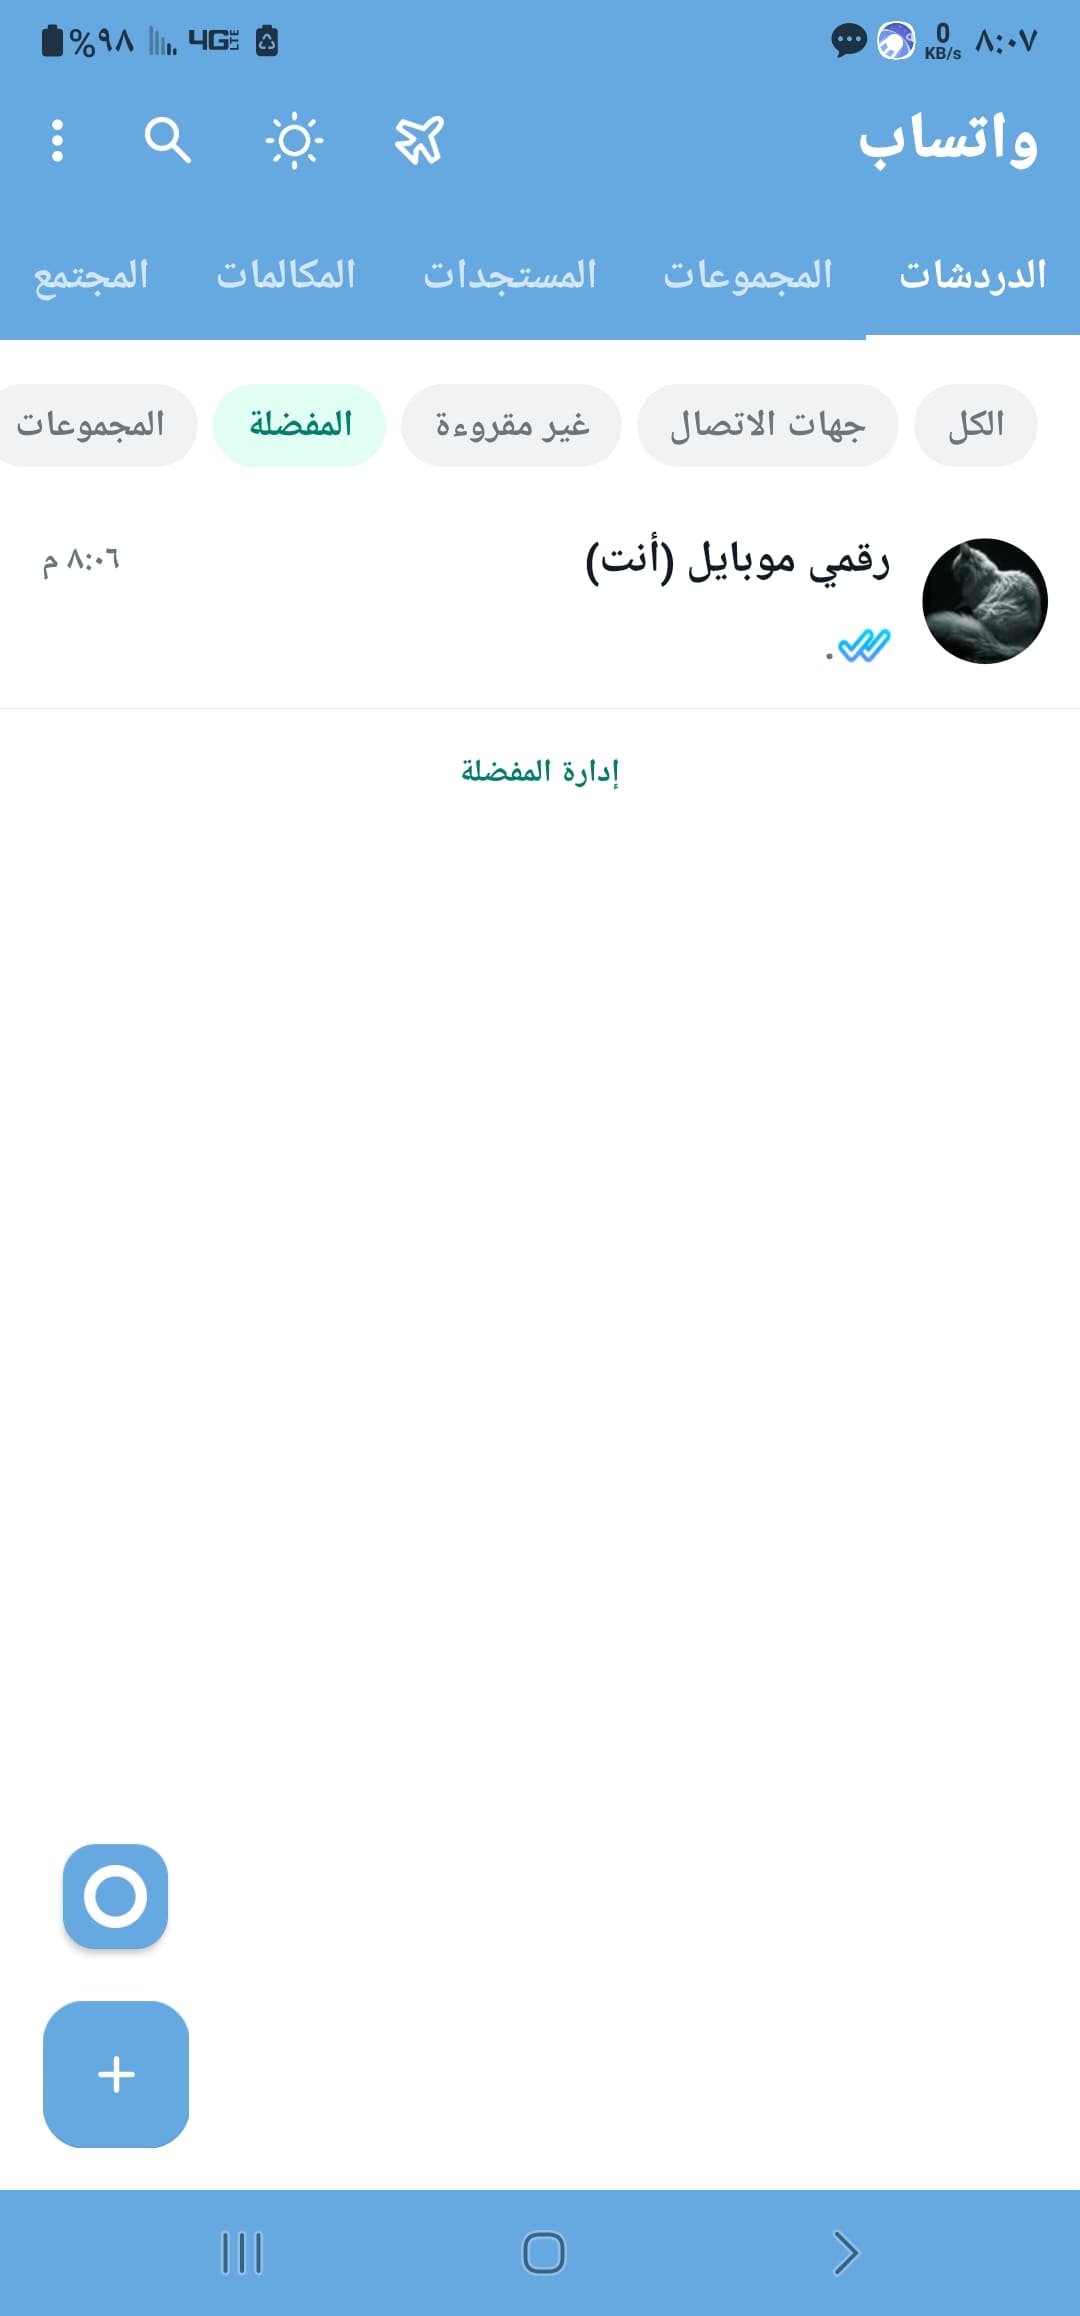 ٨:٠٧ 0 KB/s 4G LTE %٩٨
واتساب
الدردشات المجموعات المستجدات المكالمات المجتمع
الكل جهات الاتصال غير مقروءة المفضلة المجموعات
رقمي موبايل (أنت) ٨:٠٦ م
.
إدارة المفضلة